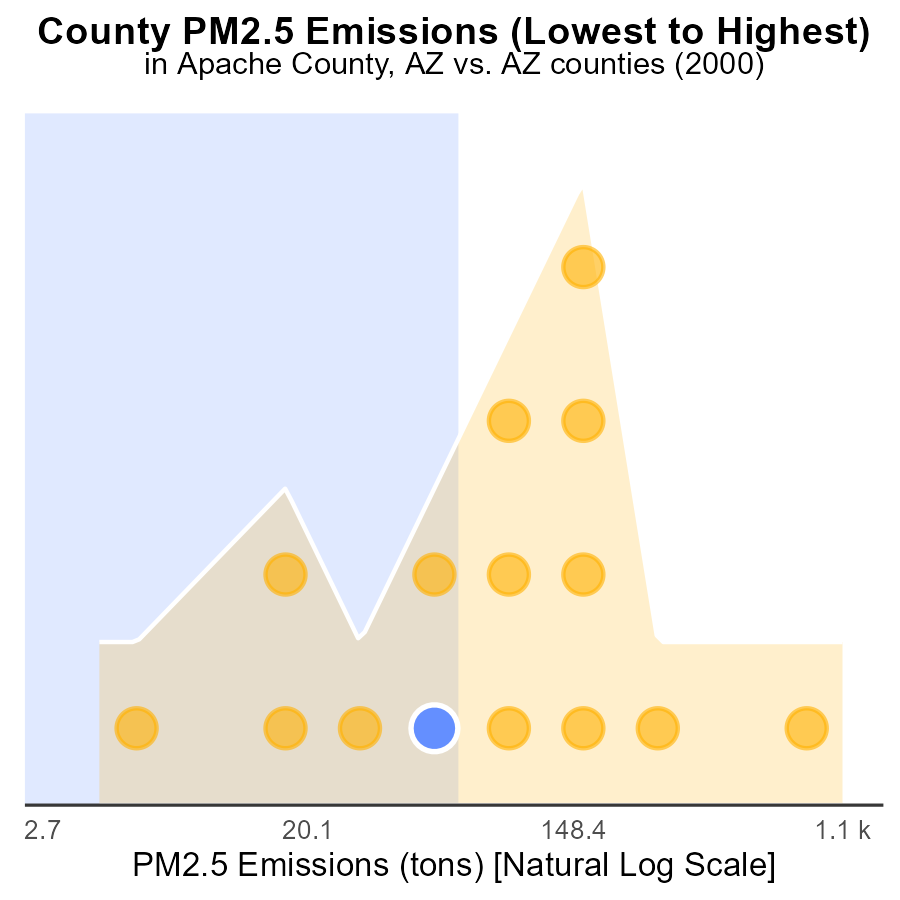 County PM2.5 Emissions (Lowest to Highest)
in Apache County, AZ vs. AZ counties (2000)
2.7 20.1 148.4 1.1 k
PM2.5 Emissions (tons) [Natural Log Scale]